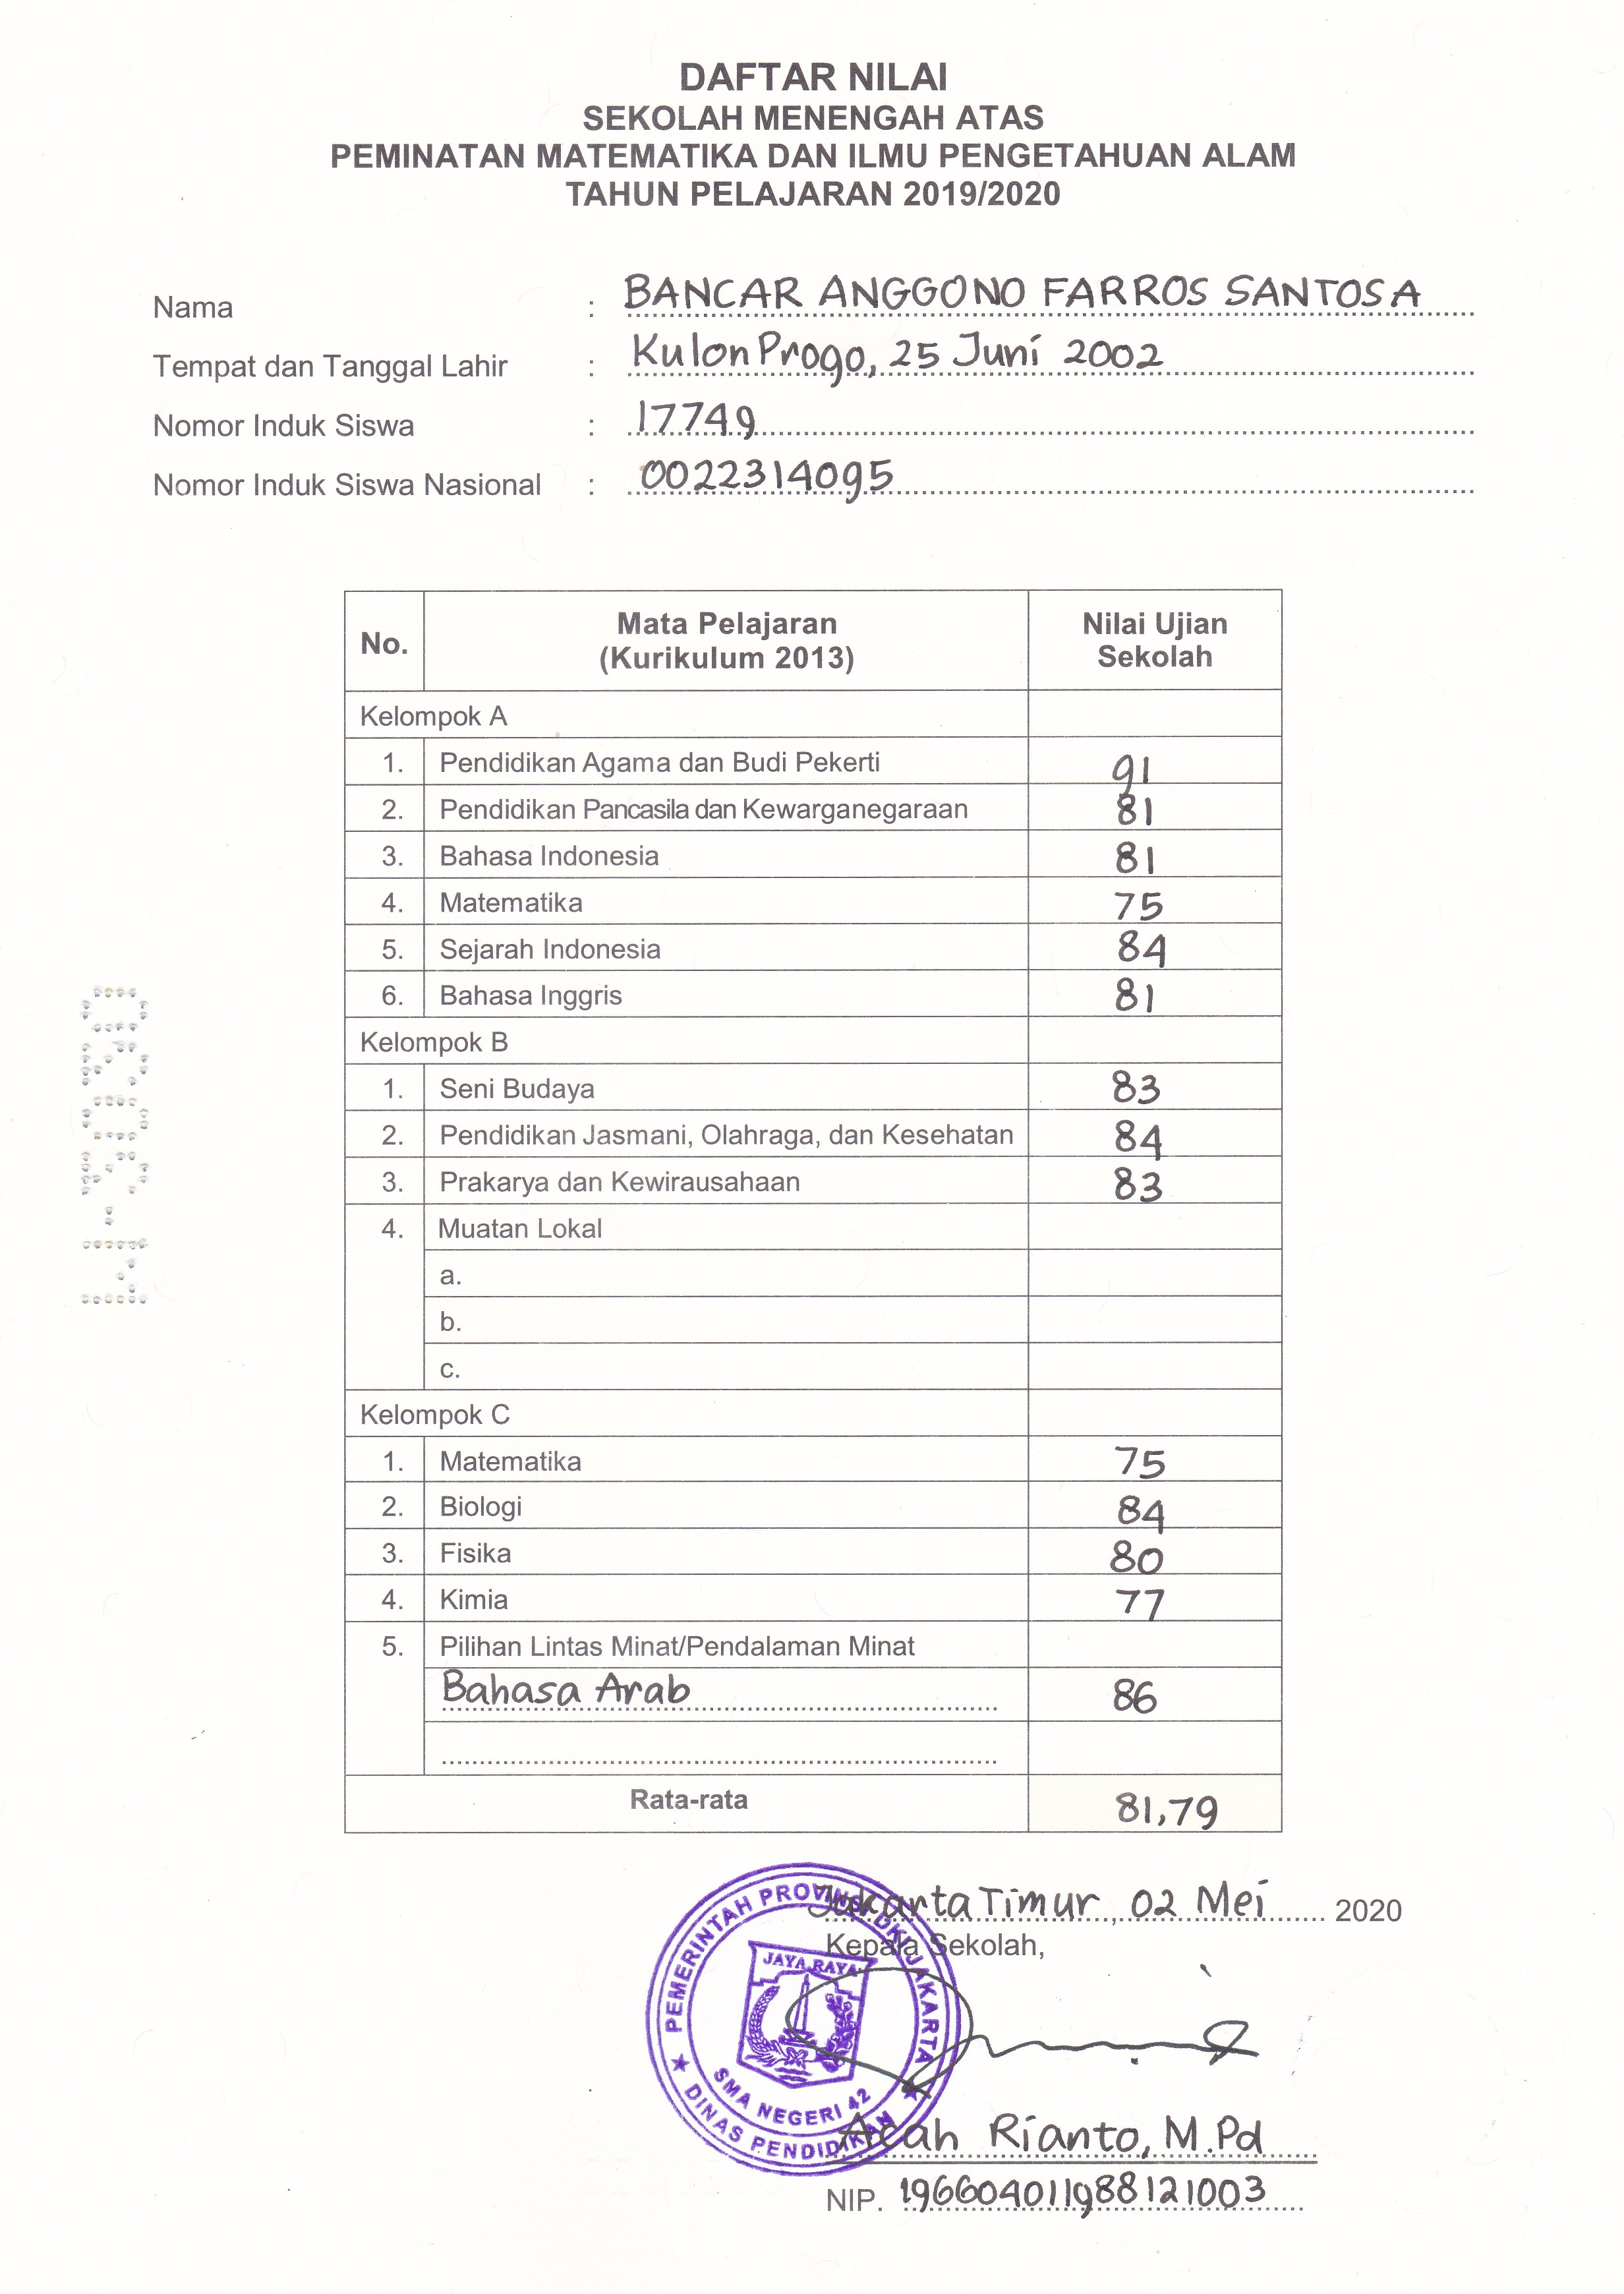 DAFTAR NILAI
SEKOLAH MENENGAH ATAS
PEMINATAN MATEMATIKA DAN ILMU PENGETAHUAN ALAM
TAHUN PELAJARAN 2019/2020
Nama : BANCAR ANGGONO FARROS SANTOSA
Tempat dan Tanggal Lahir : Kulon Progo, 25 Juni 2002
Nomor Induk Siswa : 17749
Nomor Induk Siswa Nasional : 0022314095
No. Mata Pelajaran (Kurikulum 2013) Nilai Ujian Sekolah
Kelompok A
1. Pendidikan Agama dan Budi Pekerti 91
2. Pendidikan Pancasila dan Kewarganegaraan 81
3. Bahasa Indonesia 81
4. Matematika 75
5. Sejarah Indonesia 84
6. Bahasa Inggris 81
Kelompok B
1. Seni Budaya 83
2. Pendidikan Jasmani, Olahraga, dan Kesehatan 84
3. Prakarya dan Kewirausahaan 83
4. Muatan Lokal
a.
b.
c.
Kelompok C
1. Matematika 75
2. Biologi 84
3. Fisika 80
4. Kimia 77
5. Pilihan Lintas Minat/Pendalaman Minat
Bahasa Arab 86
Rata-rata 81,79
Jakarta Timur, 02 Mei 2020
Kepala Sekolah,
PEMERINTAH PROVINSI DKI JAKARTA
JAYA RAYA
SMA NEGERI 42
DINAS PENDIDIKAN
Rianto, M.Pd
NIP. 196604011988121003